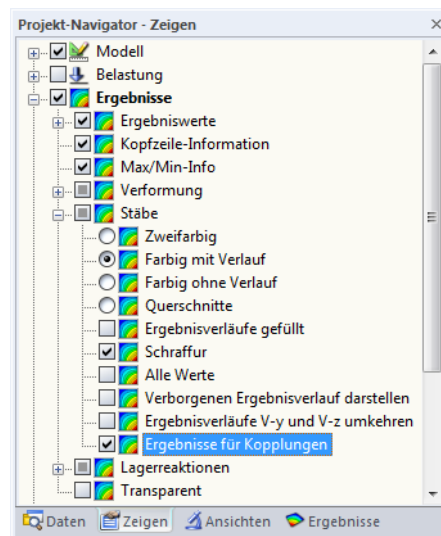 Projekt-Navigator - Zeigen
Modell
Belastung
Ergebnisse
Ergebniswerte
Kopfzeile-Information
Max/Min-Info
Verformung
Stäbe
Zweifarbig
Farbig mit Verlauf
Farbig ohne Verlauf
Querschnitte
Ergebnisverläufe gefüllt
Schraffur
Alle Werte
Verborgenen Ergebnisverlauf darstellen
Ergebnisverläufe V-y und V-z umkehren
Ergebnisse für Kopplungen
Lagerreaktionen
Transparent
Daten Zeigen Ansichten Ergebnisse